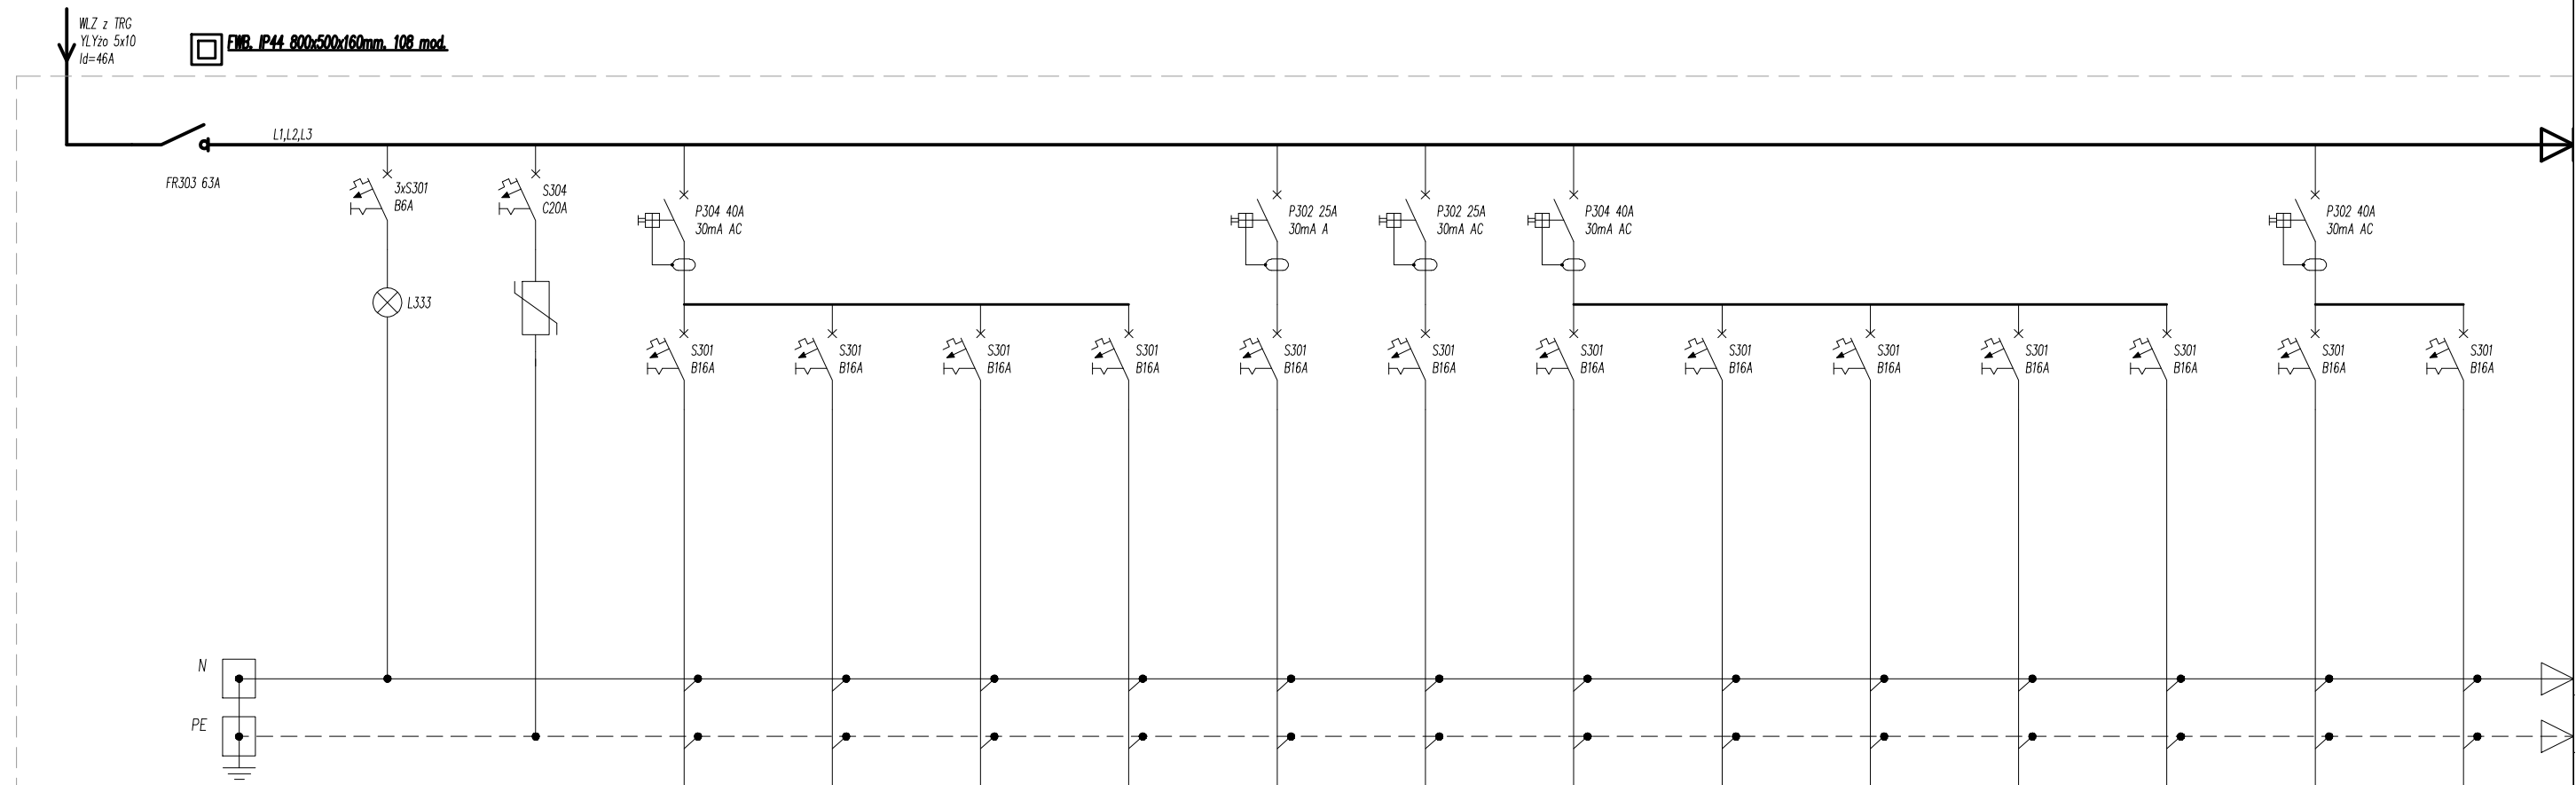 WLZ z TRG
YLYżo 5x10
Id=46A
FWB. IP44 800x500x160mm. 108 mod.
L1,L2,L3
FR303 63A
3xS301
B6A
S304
C20A
P304 40A
30mA AC
P302 25A
30mA A
P302 25A
30mA AC
P304 40A
30mA AC
P302 40A
30mA AC
L333
S301
B16A
S301
B16A
S301
B16A
S301
B16A
S301
B16A
S301
B16A
S301
B16A
S301
B16A
S301
B16A
S301
B16A
S301
B16A
S301
B16A
S301
B16A
N
PE